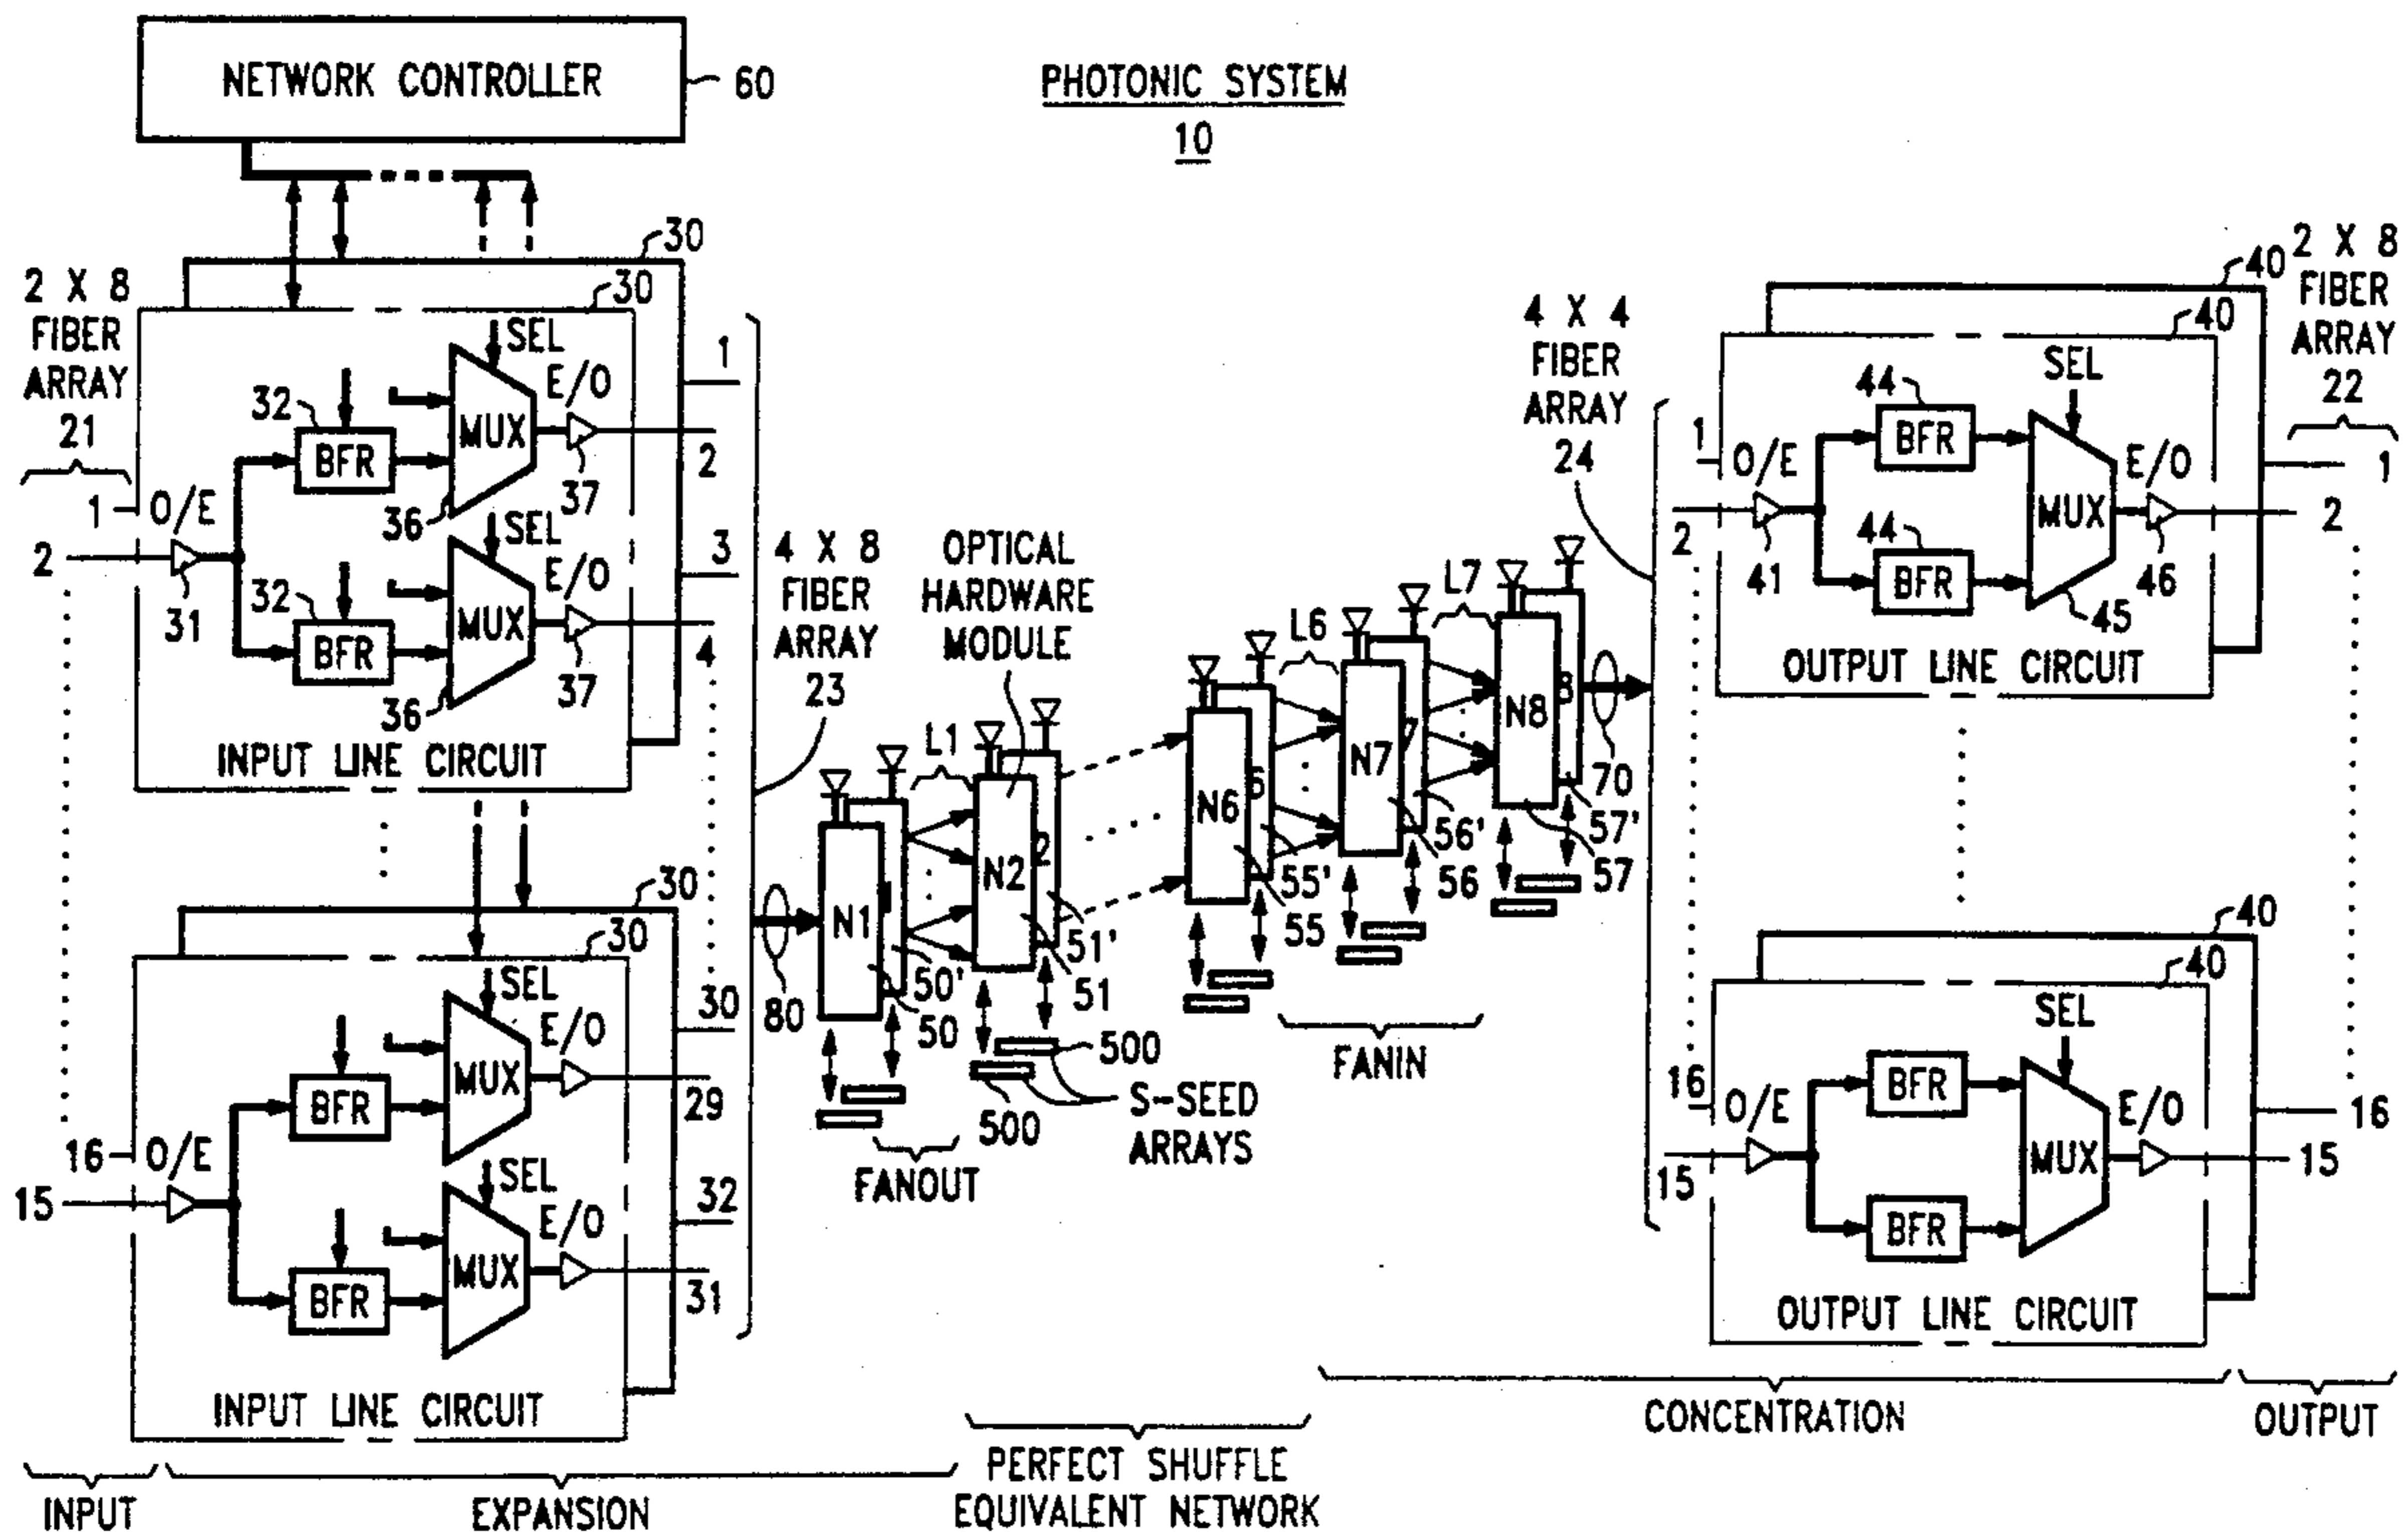 NETWORK CONTROLLER
60
PHOTONIC SYSTEM
10
2 X 8
FIBER
ARRAY
21
30
30
SEL
E/O
MUX
32
BFR
36
37
1
2
O/E
31
SEL
E/O
MUX
32
BFR
36
37
INPUT LINE CIRCUIT
1
2
3
4
4 X 8
FIBER
ARRAY
23
30
30
SEL
E/O
MUX
BFR
16
O/E
15
SEL
E/O
MUX
BFR
INPUT LINE CIRCUIT
30
29
32
31
80
OPTICAL
HARDWARE
MODULE
L1
N1
50'
50
N2
2
51'
51
500
500
S-SEED
ARRAYS
FANOUT
N6
6
55'
55
L6
N7
7
56'
56
L7
N8
8
57'
57
70
FANIN
4 X 4
FIBER
ARRAY
24
40
40
1
2
O/E
41
44
BFR
44
BFR
SEL
MUX
45
E/O
46
OUTPUT LINE CIRCUIT
2 X 8
FIBER
ARRAY
22
1
2
40
40
16
O/E
15
BFR
BFR
SEL
MUX
E/O
OUTPUT LINE CIRCUIT
16
15
INPUT
EXPANSION
PERFECT SHUFFLE
EQUIVALENT NETWORK
CONCENTRATION
OUTPUT